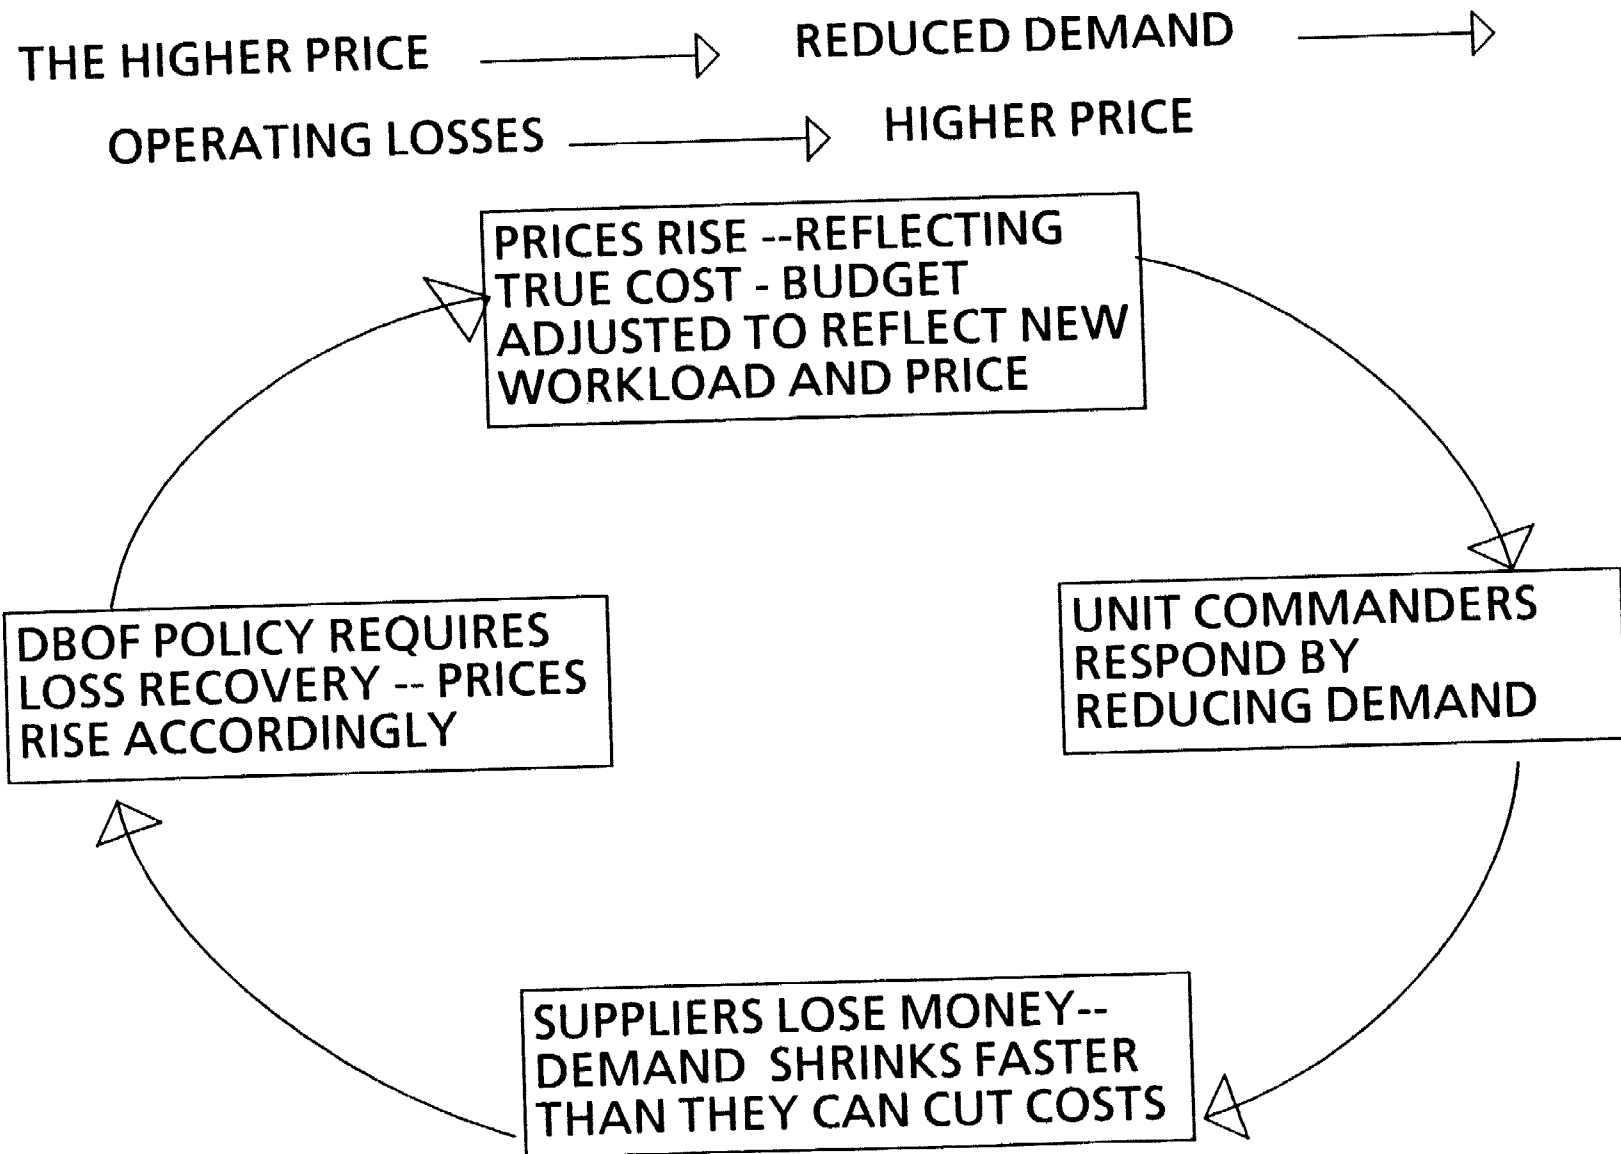 THE HIGHER PRICE
REDUCED DEMAND
OPERATING LOSSES
HIGHER PRICE
PRICES RISE --REFLECTING
TRUE COST - BUDGET
ADJUSTED TO REFLECT NEW
WORKLOAD AND PRICE
DBOF POLICY REQUIRES
LOSS RECOVERY -- PRICES
RISE ACCORDINGLY
UNIT COMMANDERS
RESPOND BY
REDUCING DEMAND
SUPPLIERS LOSE MONEY--
DEMAND SHRINKS FASTER
THAN THEY CAN CUT COSTS